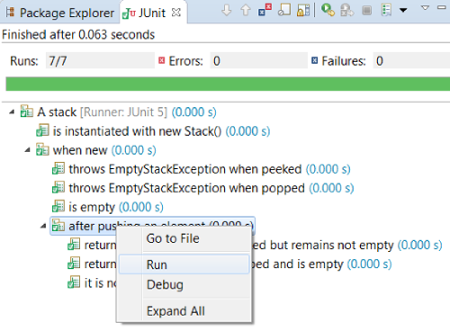 Package Explorer JUnit
Finished after 0.063 seconds
Runs: 7/7 Errors: 0 Failures: 0
A stack [Runner: JUnit 5] (0.000 s)
is instantiated with new Stack() (0.000 s)
when new (0.000 s)
throws EmptyStackException when peeked (0.000 s)
throws EmptyStackException when popped (0.000 s)
is empty (0.000 s)
after pushing an element (0.000 s)
Go to File
return ed but remains not empty (0.000 s)
Run
return ped and is empty (0.000 s)
Debug
it is no s)
Expand All